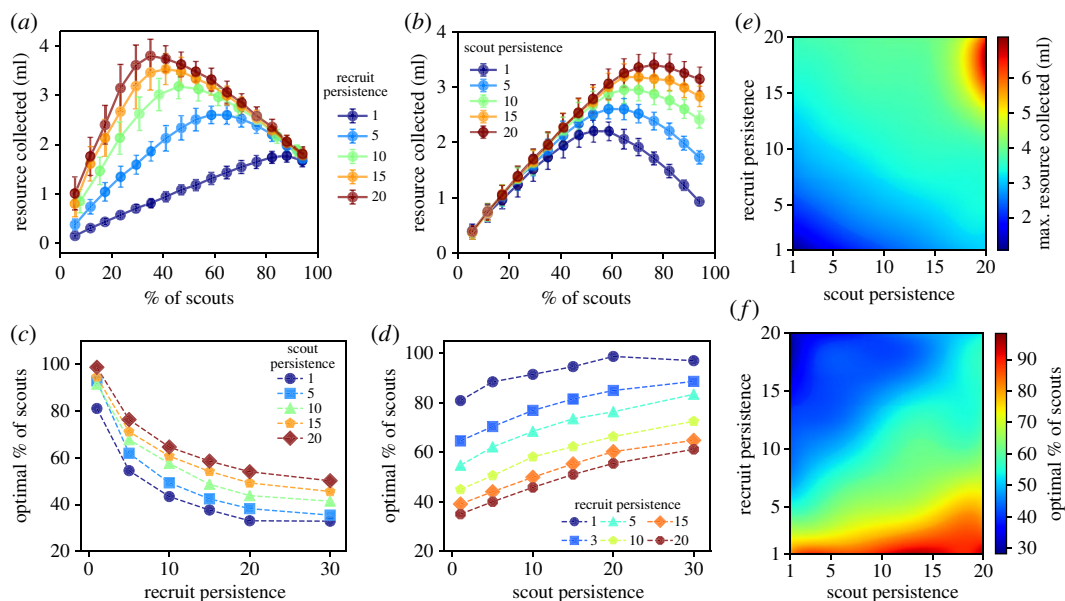 (a)
resource collected (ml)
4
3
2
1
0
0 20 40 60 80 100
% of scouts
recruit
persistence
1
5
10
15
20
(b)
resource collected (ml)
4
3
2
1
0
0 20 40 60 80 100
% of scouts
scout persistence
1
5
10
15
20
(e)
recruit persistence
20
15
10
5
1
1 5 10 15 20
scout persistence
6
5
4
3
2
max. resource collected (ml)
(c)
optimal % of scouts
100
80
60
40
20
0 10 20 30
recruit persistence
scout
persistence
1
5
10
15
20
(d)
optimal % of scouts
100
80
60
40
20
0 10 20 30
scout persistence
recruit persistence
1 5 15
3 10 20
(f)
recruit persistence
20
15
10
5
1
1 5 10 15 20
scout persistence
90
80
70
60
50
40
30
optimal % of scouts